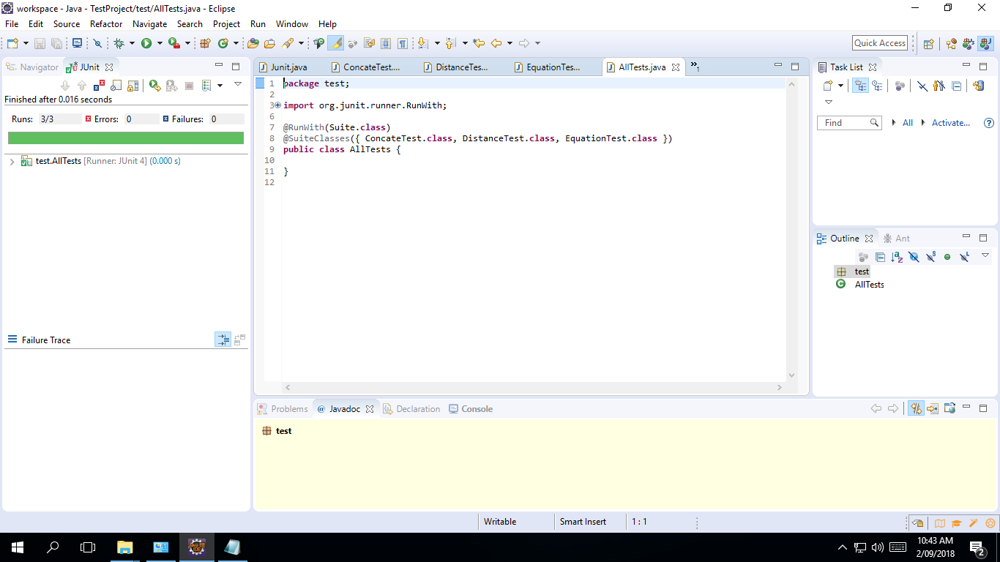 workspace - Java - TestProject/test/AllTests.java - Eclipse
File Edit Source Refactor Navigate Search Project Run Window Help
Quick Access
Navigator JUnit
Finished after 0.016 seconds
Runs: 3/3 Errors: 0 Failures: 0
test.AllTests [Runner: JUnit 4] (0.000 s)
Failure Trace
Junit.java ConcateTest.... DistanceTes... EquationTes... AllTests.java »1
1 package test;
2
3 import org.junit.runner.RunWith;
6
7 @RunWith(Suite.class)
8 @SuiteClasses({ ConcateTest.class, DistanceTest.class, EquationTest.class })
9 public class AllTests {
10
11 }
12
Task List
Find All Activate...
Outline Ant
test
AllTests
Problems @ Javadoc Declaration Console
test
Writable Smart Insert 1 : 1
10:43 AM
2/09/2018
2